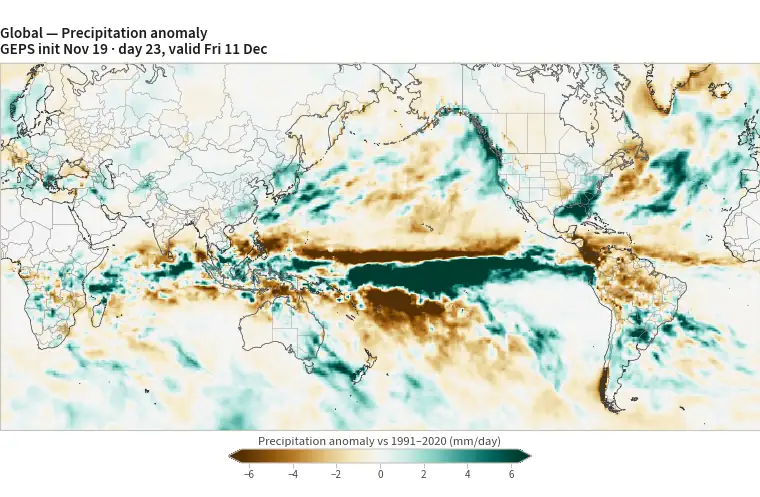 Global — Precipitation anomaly
GEPS init Nov 19 · day 23, valid Fri 11 Dec
Precipitation anomaly vs 1991–2020 (mm/day)
−6 −4 −2 0 2 4 6